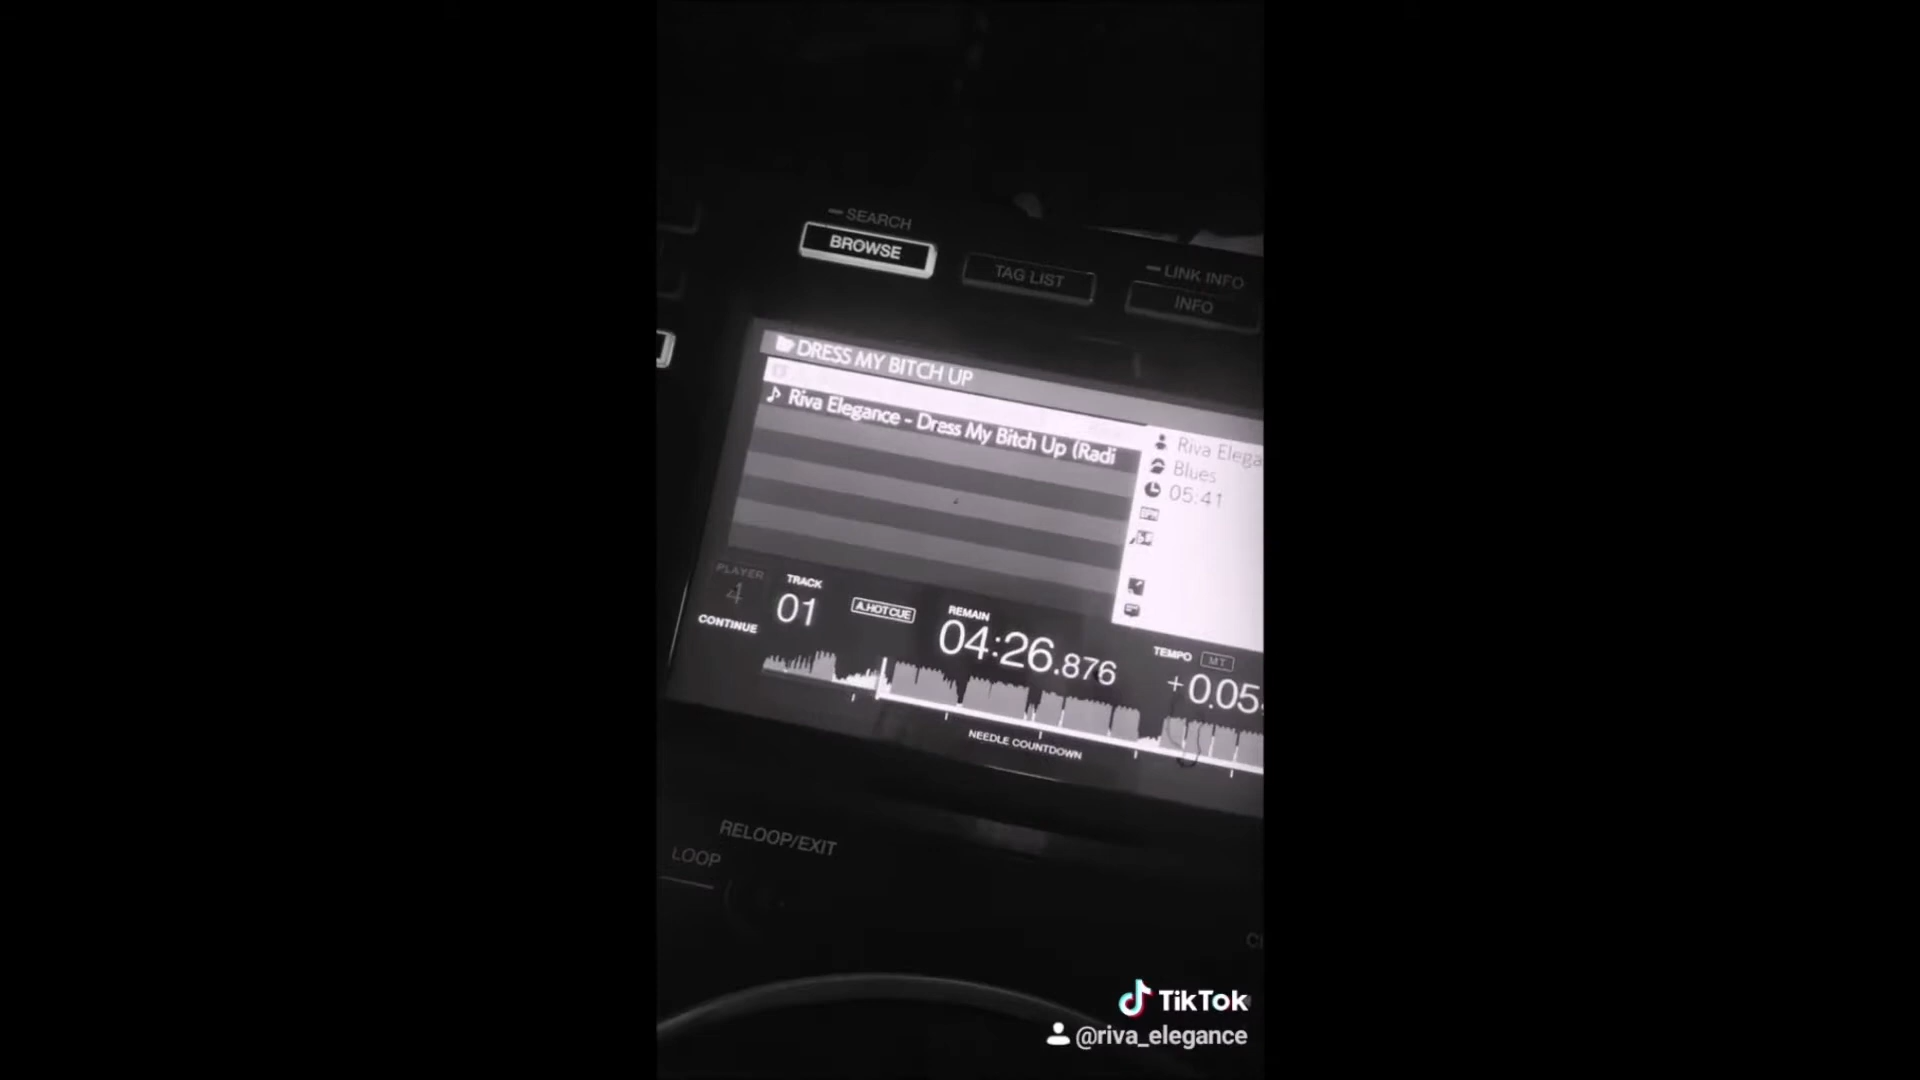 SEARCH
BROWSE
TAG LIST
LINK INFO
INFO
DRESS MY BITCH UP
Riva Elegance - Dress My Bitch Up (Radi
Riva Elega
Blues
05:41
PLAYER
4
CONTINUE
TRACK
01
A.HOT CUE
REMAIN
04:26.876
TEMPO
MT
+0.05
NEEDLE COUNTDOWN
RELOOP/EXIT
LOOP
TikTok
@riva_elegance